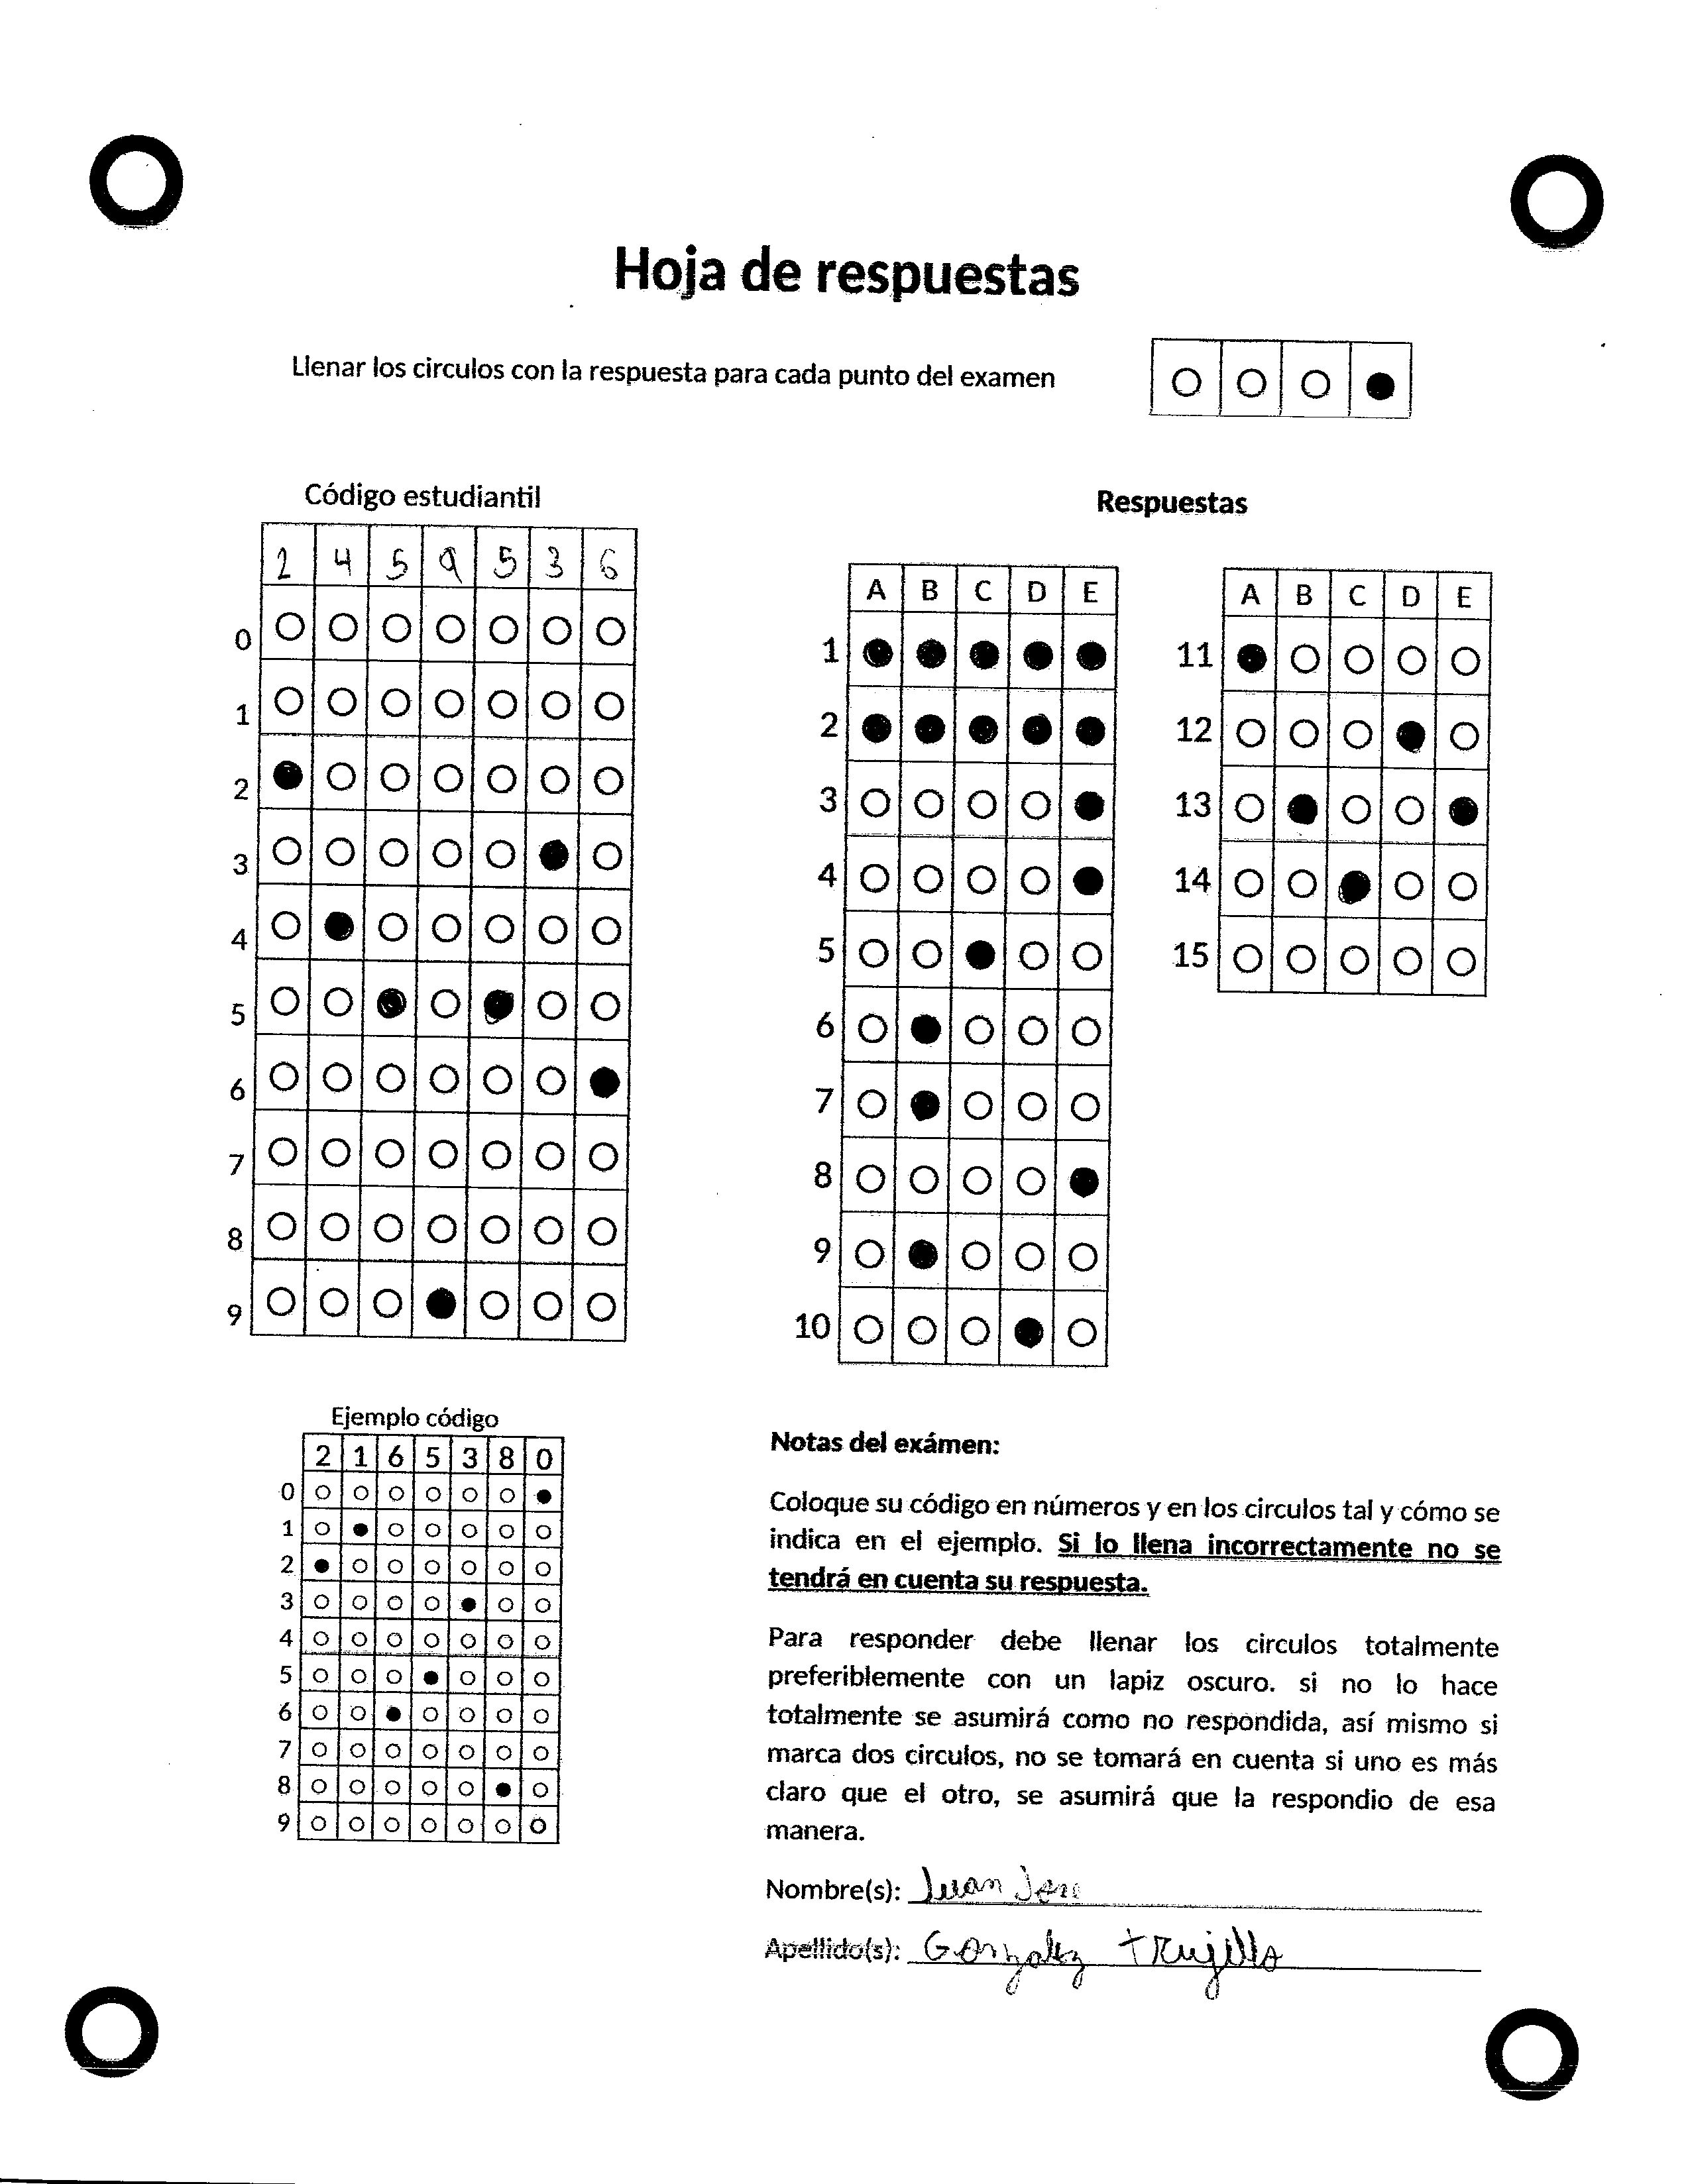 Hoja de respuestas
Llenar los circulos con la respuesta para cada punto del examen
Código estudiantil
2 4 5 9 5 3 6
0
1
2
3
4
5
6
7
8
9
Respuestas
A B C D E
1
2
3
4
5
6
7
8
9
10
A B C D E
11
12
13
14
15
Ejemplo código
2 1 6 5 3 8 0
0
1
2
3
4
5
6
7
8
9
Notas del exámen:
Coloque su código en números y en los circulos tal y cómo se
indica en el ejemplo. Si lo llena incorrectamente no se
tendrá en cuenta su respuesta.
Para responder debe llenar los circulos totalmente
preferiblemente con un lapiz oscuro. si no lo hace
totalmente se asumirá como no respondida, así mismo si
marca dos circulos, no se tomará en cuenta si uno es más
claro que el otro, se asumirá que la respondio de esa
manera.
Nombre(s): Juan Jose
Apellido(s): Gonzalez Trujillo